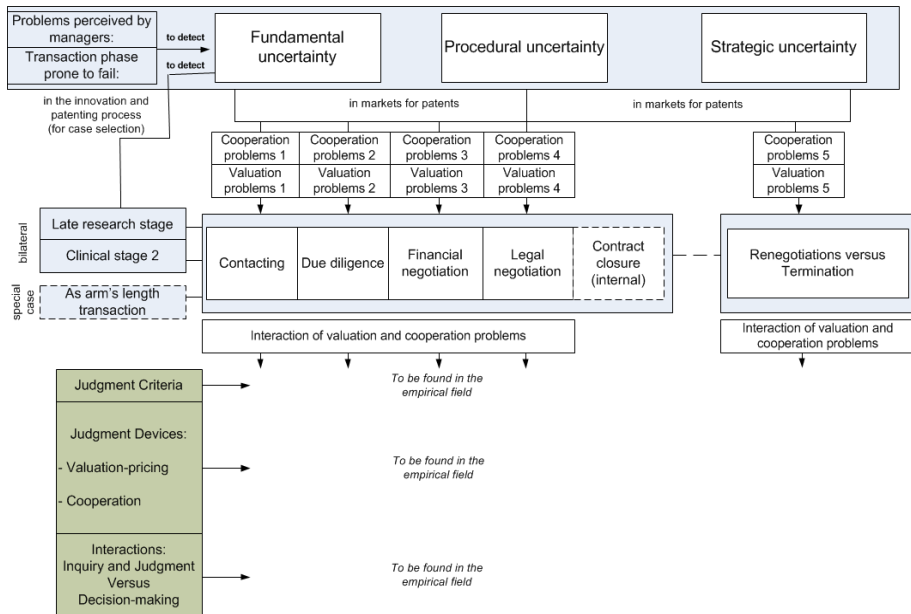 Problems perceived by
managers:
Transaction phase
prone to fail:
to detect
to detect
Fundamental
uncertainty
Procedural uncertainty
Strategic uncertainty
in the innovation and
patenting process
(for case selection)
in markets for patents
in markets for patents
Cooperation
problems 1
Valuation
problems 1
Cooperation
problems 2
Valuation
problems 2
Cooperation
problems 3
Valuation
problems 3
Cooperation
problems 4
Valuation
problems 4
Cooperation
problems 5
Valuation
problems 5
bilateral
Late research stage
Clinical stage 2
special
case
As arm's length
transaction
Contacting
Due diligence
Financial
negotiation
Legal
negotiation
Contract
closure
(internal)
Renegotiations versus
Termination
Interaction of valuation and cooperation problems
Interaction of valuation and
cooperation problems
Judgment Criteria
To be found in the
empirical field
Judgment Devices:
- Valuation-pricing
- Cooperation
To be found in the
empirical field
Interactions:
Inquiry and Judgment
Versus
Decision-making
To be found in the
empirical field